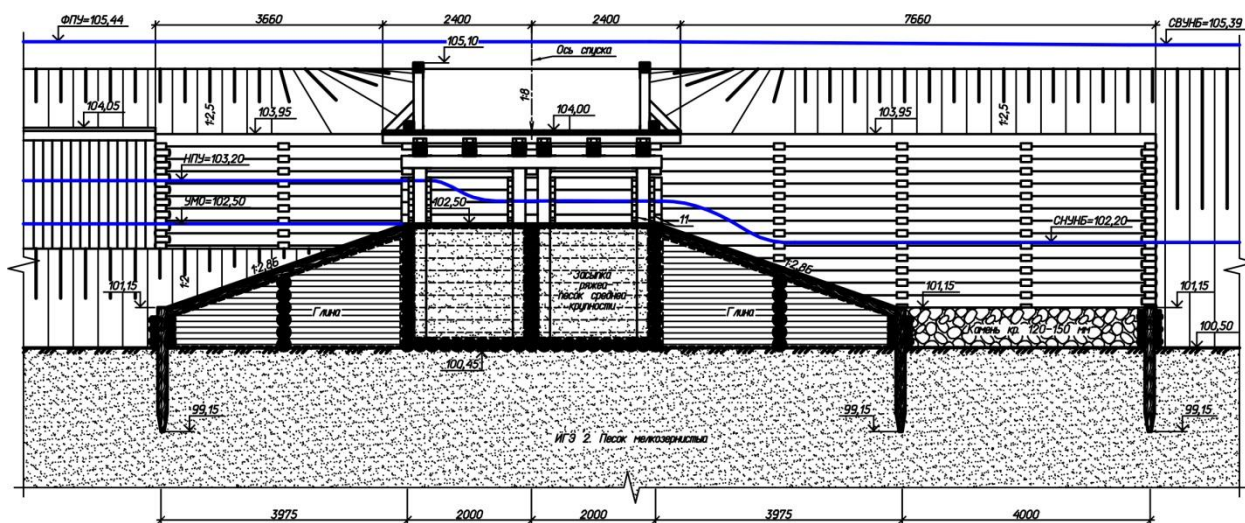 ФПУ=105,44
3660
2400
2400
7660
СВУНБ=105,39
105,10
Ось спуска
1:8
1:2,5
104,05
103,95
104,00
103,95
1:2,5
НПУ=103,20
УМО=102,50
102,50
11
СНУНБ=102,20
1:2
1:2,86
1:2,86
101,15
Засыпка
ряжей
песок средней
крупности
101,15
101,15
Глина
Глина
Камень кр. 120-150 мм
100,50
100,45
99,15
99,15
99,15
ИГЭ 2. Песок мелкозернистый
3975
2000
2000
3975
4000